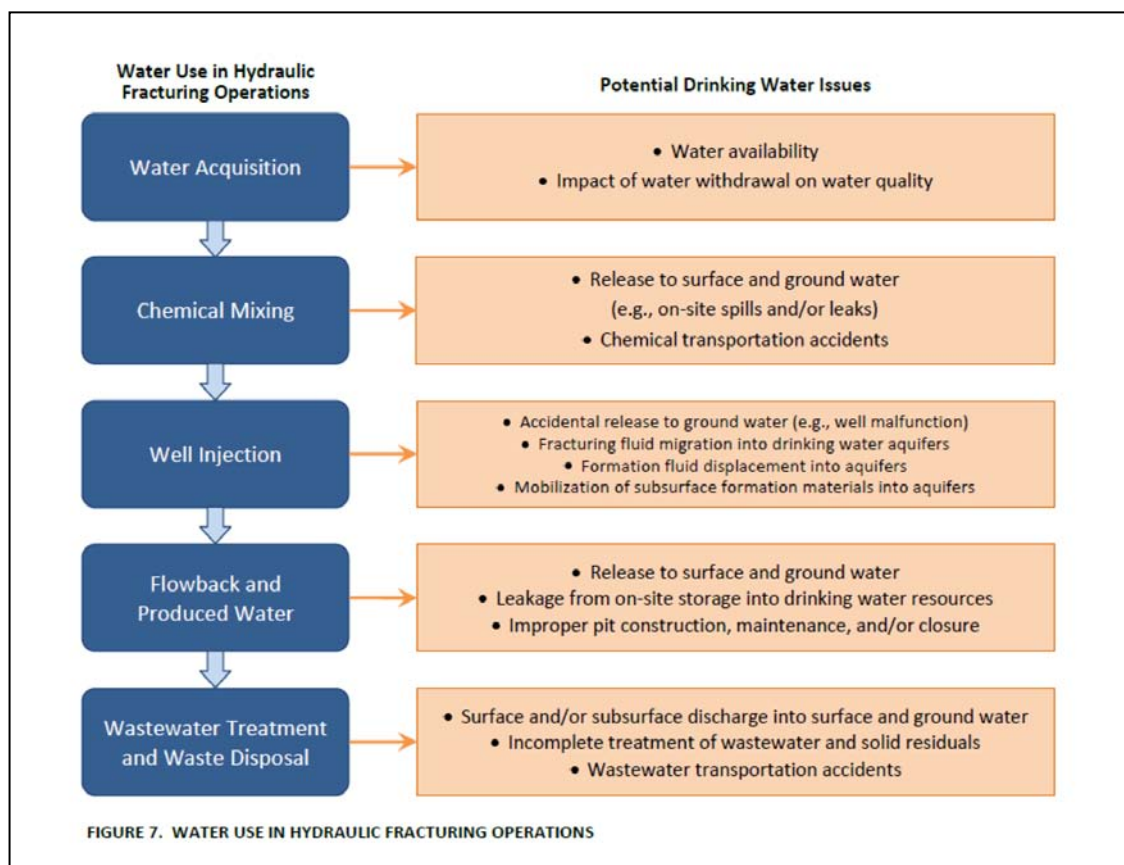 Water Use in Hydraulic
Fracturing Operations
Potential Drinking Water Issues
Water Acquisition
• Water availability
• Impact of water withdrawal on water quality
Chemical Mixing
• Release to surface and ground water
(e.g., on-site spills and/or leaks)
• Chemical transportation accidents
Well Injection
• Accidental release to ground water (e.g., well malfunction)
• Fracturing fluid migration into drinking water aquifers
• Formation fluid displacement into aquifers
• Mobilization of subsurface formation materials into aquifers
Flowback and
Produced Water
• Release to surface and ground water
• Leakage from on-site storage into drinking water resources
• Improper pit construction, maintenance, and/or closure
Wastewater Treatment
and Waste Disposal
• Surface and/or subsurface discharge into surface and ground water
• Incomplete treatment of wastewater and solid residuals
• Wastewater transportation accidents
FIGURE 7. WATER USE IN HYDRAULIC FRACTURING OPERATIONS